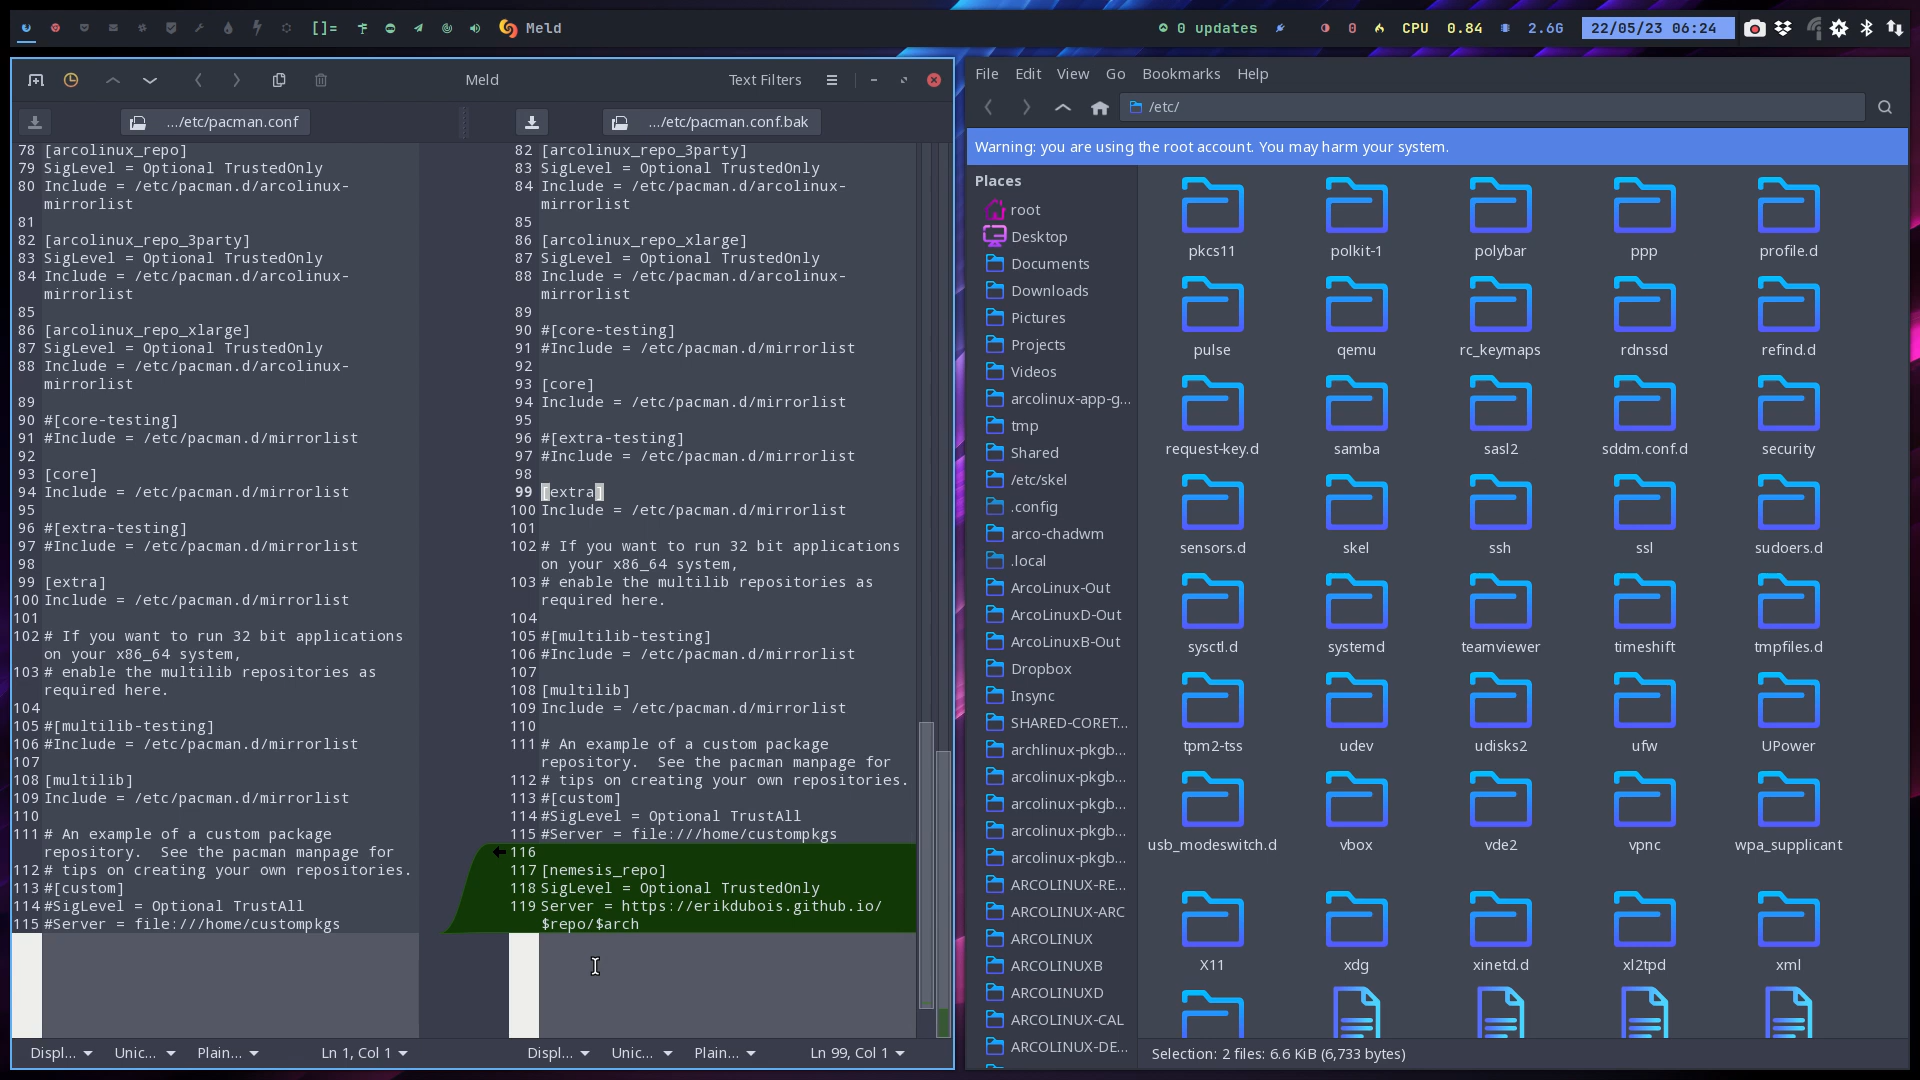 []=
Meld
0 updates
0
CPU 0.84
2.6G
22/05/23 06:24
Meld
Text Filters
.../etc/pacman.conf
.../etc/pacman.conf.bak
78 [arcolinux_repo]
79 SigLevel = Optional TrustedOnly
80 Include = /etc/pacman.d/arcolinux-
mirrorlist
81
82 [arcolinux_repo_3party]
83 SigLevel = Optional TrustedOnly
84 Include = /etc/pacman.d/arcolinux-
mirrorlist
85
86 [arcolinux_repo_xlarge]
87 SigLevel = Optional TrustedOnly
88 Include = /etc/pacman.d/arcolinux-
mirrorlist
89
90 #[core-testing]
91 #Include = /etc/pacman.d/mirrorlist
92
93 [core]
94 Include = /etc/pacman.d/mirrorlist
95
96 #[extra-testing]
97 #Include = /etc/pacman.d/mirrorlist
98
99 [extra]
100 Include = /etc/pacman.d/mirrorlist
101
102 # If you want to run 32 bit applications
on your x86_64 system,
103 # enable the multilib repositories as
required here.
104
105 #[multilib-testing]
106 #Include = /etc/pacman.d/mirrorlist
107
108 [multilib]
109 Include = /etc/pacman.d/mirrorlist
110
111 # An example of a custom package
repository.  See the pacman manpage for
112 # tips on creating your own repositories.
113 #[custom]
114 #SigLevel = Optional TrustAll
115 #Server = file:///home/custompkgs
82 [arcolinux_repo_3party]
83 SigLevel = Optional TrustedOnly
84 Include = /etc/pacman.d/arcolinux-
mirrorlist
85
86 [arcolinux_repo_xlarge]
87 SigLevel = Optional TrustedOnly
88 Include = /etc/pacman.d/arcolinux-
mirrorlist
89
90 #[core-testing]
91 #Include = /etc/pacman.d/mirrorlist
92
93 [core]
94 Include = /etc/pacman.d/mirrorlist
95
96 #[extra-testing]
97 #Include = /etc/pacman.d/mirrorlist
98
99 [extra]
100 Include = /etc/pacman.d/mirrorlist
101
102 # If you want to run 32 bit applications
on your x86_64 system,
103 # enable the multilib repositories as
required here.
104
105 #[multilib-testing]
106 #Include = /etc/pacman.d/mirrorlist
107
108 [multilib]
109 Include = /etc/pacman.d/mirrorlist
110
111 # An example of a custom package
repository.  See the pacman manpage for
112 # tips on creating your own repositories.
113 #[custom]
114 #SigLevel = Optional TrustAll
115 #Server = file:///home/custompkgs
116
117 [nemesis_repo]
118 SigLevel = Optional TrustedOnly
119 Server = https://erikdubois.github.io/
$repo/$arch
Displ...
Unic...
Plain...
Ln 1, Col 1
Displ...
Unic...
Plain...
Ln 99, Col 1
File Edit View Go Bookmarks Help
/etc/
Warning: you are using the root account. You may harm your system.
Places
root
Desktop
Documents
Downloads
Pictures
Projects
Videos
arcolinux-app-g...
tmp
Shared
/etc/skel
.config
arco-chadwm
.local
ArcoLinux-Out
ArcoLinuxD-Out
ArcoLinuxB-Out
Dropbox
Insync
SHARED-CORET...
archlinux-pkgb...
arcolinux-pkgb...
arcolinux-pkgb...
arcolinux-pkgb...
arcolinux-pkgb...
ARCOLINUX-RE...
ARCOLINUX-ARC
ARCOLINUX
ARCOLINUXB
ARCOLINUXD
ARCOLINUX-CAL
ARCOLINUX-DE...
pkcs11 polkit-1 polybar ppp profile.d
pulse qemu rc_keymaps rdnssd refind.d
request-key.d samba sasl2 sddm.conf.d security
sensors.d skel ssh ssl sudoers.d
sysctl.d systemd teamviewer timeshift tmpfiles.d
tpm2-tss udev udisks2 ufw UPower
usb_modeswitch.d vbox vde2 vpnc wpa_supplicant
X11 xdg xinetd.d xl2tpd xml
Selection: 2 files: 6.6 KiB (6,733 bytes)